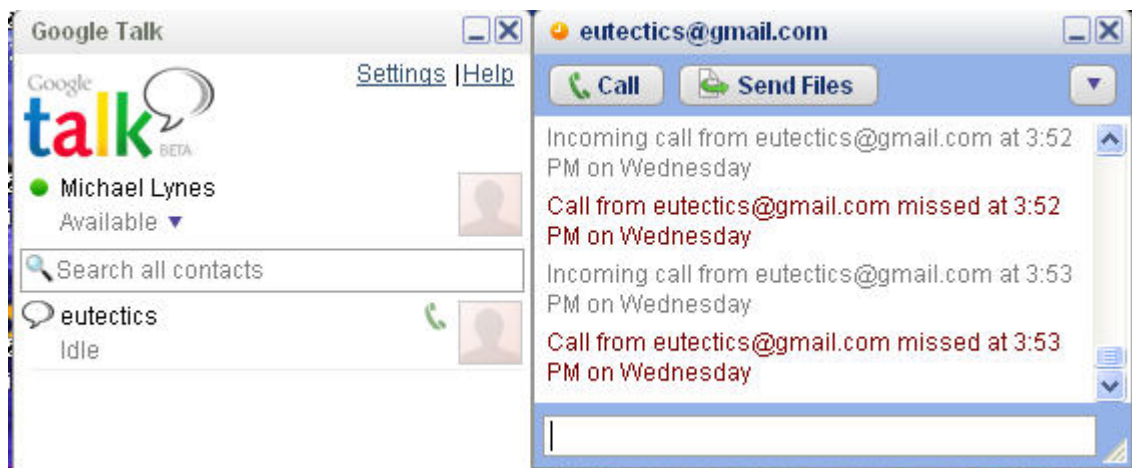 Google Talk
Settings |Help
Google
talk
BETA
Michael Lynes
Available
Search all contacts
eutectics
Idle
eutectics@gmail.com
Call
Send Files
Incoming call from eutectics@gmail.com at 3:52
PM on Wednesday
Call from eutectics@gmail.com missed at 3:52
PM on Wednesday
Incoming call from eutectics@gmail.com at 3:53
PM on Wednesday
Call from eutectics@gmail.com missed at 3:53
PM on Wednesday